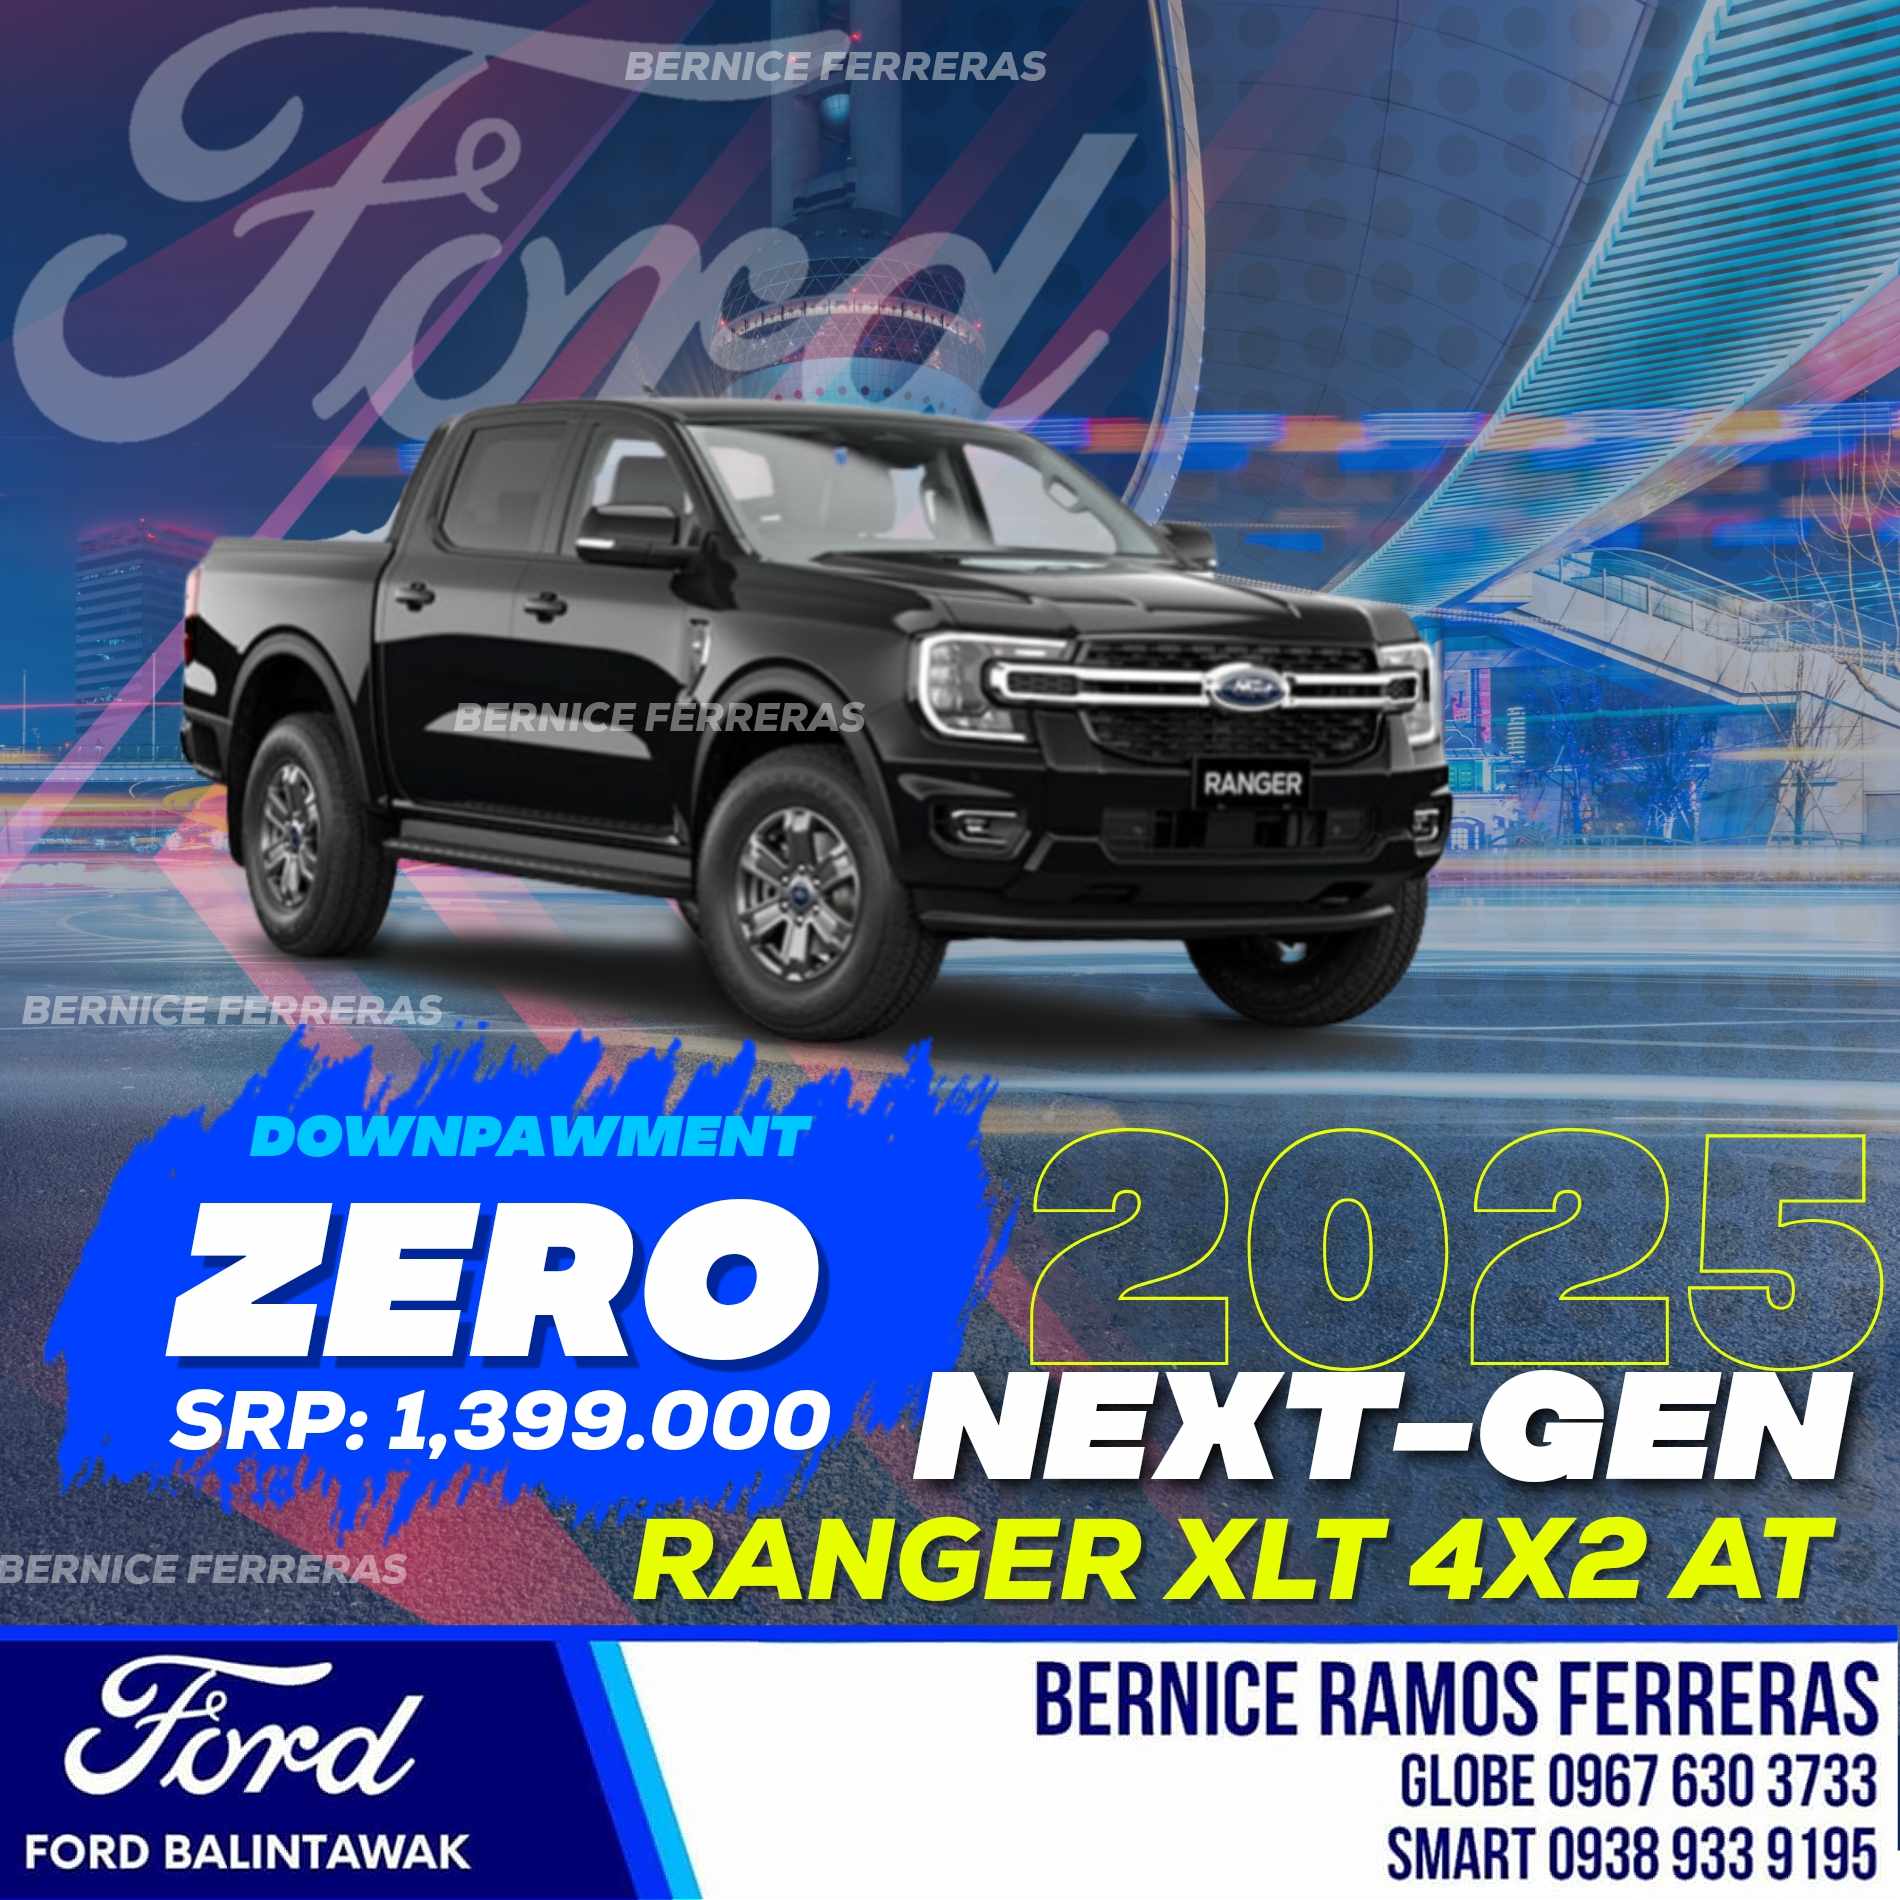 Ford
BERNICE FERRERAS
BERNICE FERRERAS
RANGER
BERNICE FERRERAS
DOWNPAWMENT
ZERO
SRP: 1,399.000
2025
NEXT-GEN
RANGER XLT 4X2 AT
BERNICE FERRERAS
Ford
FORD BALINTAWAK
BERNICE RAMOS FERRERAS
GLOBE 0967 630 3733
SMART 0938 933 9195